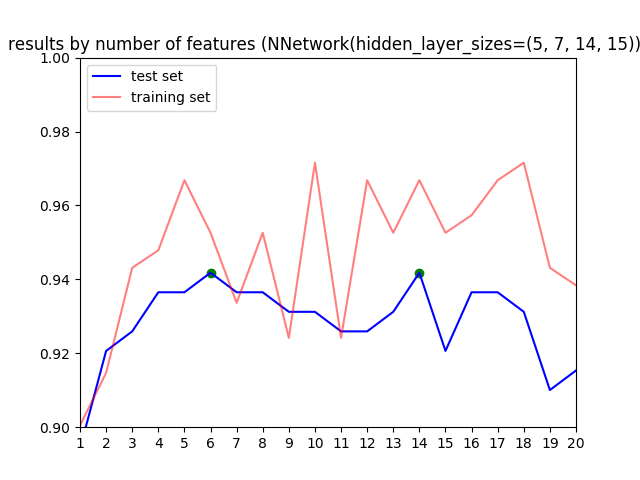 results by number of features (NNetwork(hidden_layer_sizes=(5, 7, 14, 15))
test set
training set
1.00
0.98
0.96
0.94
0.92
0.90
1 2 3 4 5 6 7 8 9 10 11 12 13 14 15 16 17 18 19 20